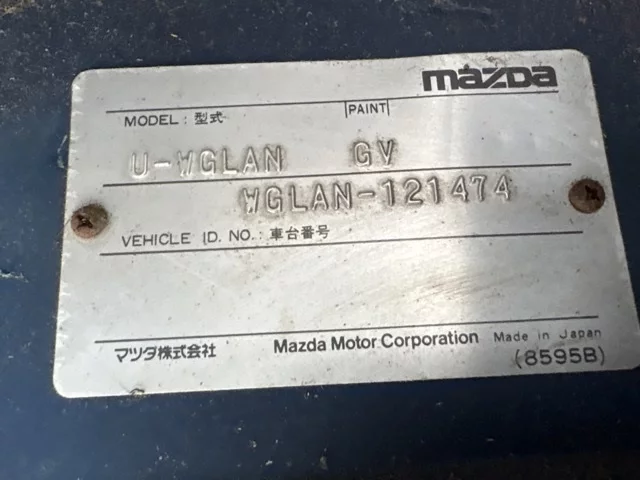 mazda
MODEL : 型式 PAINT
U-WGLAN GV
WGLAN-121474
VEHICLE ID. NO. : 車台番号
マツダ株式会社 Mazda Motor Corporation Made in Japan
(8595B)